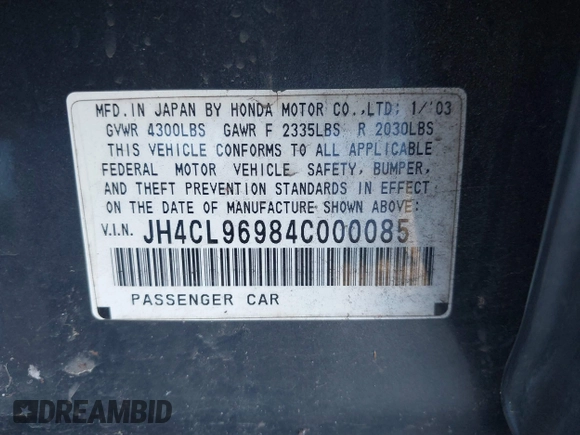 MFD. IN JAPAN BY HONDA MOTOR CO.,LTD: 1/'03
GVWR 4300LBS GAWR F 2335LBS R 2030LBS
THIS VEHICLE CONFORMS TO ALL APPLICABLE
FEDERAL MOTOR VEHICLE SAFETY, BUMPER,
AND THEFT PREVENTION STANDARDS IN EFFECT
ON THE DATE OF MANUFACTURE SHOWN ABOVE:
V.I.N. JH4CL96984C000085
PASSENGER CAR
DREAMBID